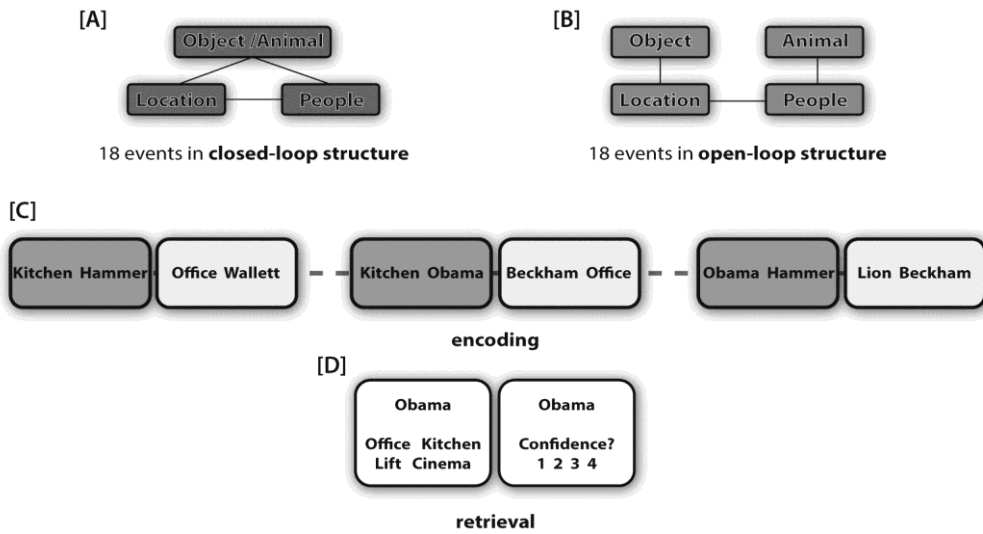 [A]
Object /Animal
Location People
18 events in closed-loop structure
[B]
Object Animal
Location People
18 events in open-loop structure
[C]
Kitchen Hammer Office Wallett Kitchen Obama Beckham Office Obama Hammer Lion Beckham
encoding
[D]
Obama
Office Kitchen
Lift Cinema
Obama
Confidence?
1 2 3 4
retrieval